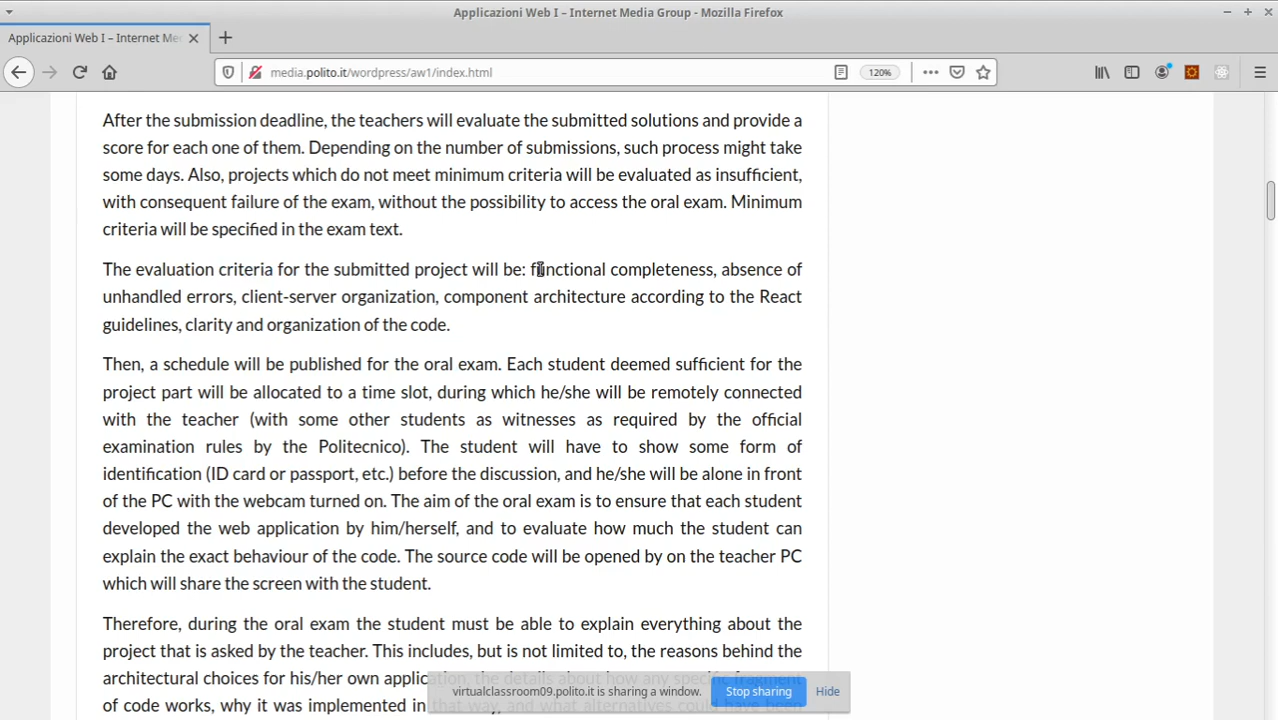 Applicazioni Web I – Internet Media Group - Mozilla Firefox
Applicazioni Web I – Internet Me
media.polito.it/wordpress/aw1/index.html
120%
After the submission deadline, the teachers will evaluate the submitted solutions and provide a
score for each one of them. Depending on the number of submissions, such process might take
some days. Also, projects which do not meet minimum criteria will be evaluated as insufficient,
with consequent failure of the exam, without the possibility to access the oral exam. Minimum
criteria will be specified in the exam text.
The evaluation criteria for the submitted project will be: functional completeness, absence of
unhandled errors, client-server organization, component architecture according to the React
guidelines, clarity and organization of the code.
Then, a schedule will be published for the oral exam. Each student deemed sufficient for the
project part will be allocated to a time slot, during which he/she will be remotely connected
with the teacher (with some other students as witnesses as required by the official
examination rules by the Politecnico). The student will have to show some form of
identification (ID card or passport, etc.) before the discussion, and he/she will be alone in front
of the PC with the webcam turned on. The aim of the oral exam is to ensure that each student
developed the web application by him/herself, and to evaluate how much the student can
explain the exact behaviour of the code. The source code will be opened by on the teacher PC
which will share the screen with the student.
Therefore, during the oral exam the student must be able to explain everything about the
project that is asked by the teacher. This includes, but is not limited to, the reasons behind the
architectural choices for his/her own application, the details about how any specific fragment
of code works, why it was implemented in that way, and what alternatives could have been
virtualclassroom09.polito.it is sharing a window.
Stop sharing
Hide